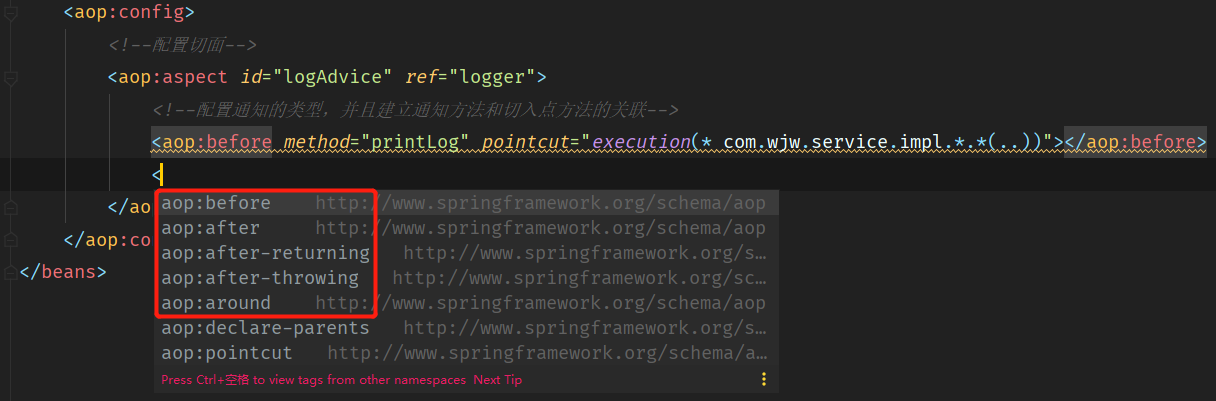 <aop:config>
<!--配置切面-->
<aop:aspect id="logAdvice" ref="logger">
<!--配置通知的类型，并且建立通知方法和切入点方法的关联-->
<aop:before method="printLog" pointcut="execution(* com.wjw.service.impl.*.*(..))"></aop:before>
<
aop:before http://www.springframework.org/schema/aop
</ao
aop:after http://www.springframework.org/schema/aop
</aop:co
aop:after-returning http://www.springframework.org/s…
</beans>
aop:after-throwing http://www.springframework.org/sc…
aop:around http://www.springframework.org/schema/aop
aop:declare-parents http://www.springframework.org/s…
aop:pointcut http://www.springframework.org/schema/a…
Press Ctrl+空格 to view tags from other namespaces Next Tip